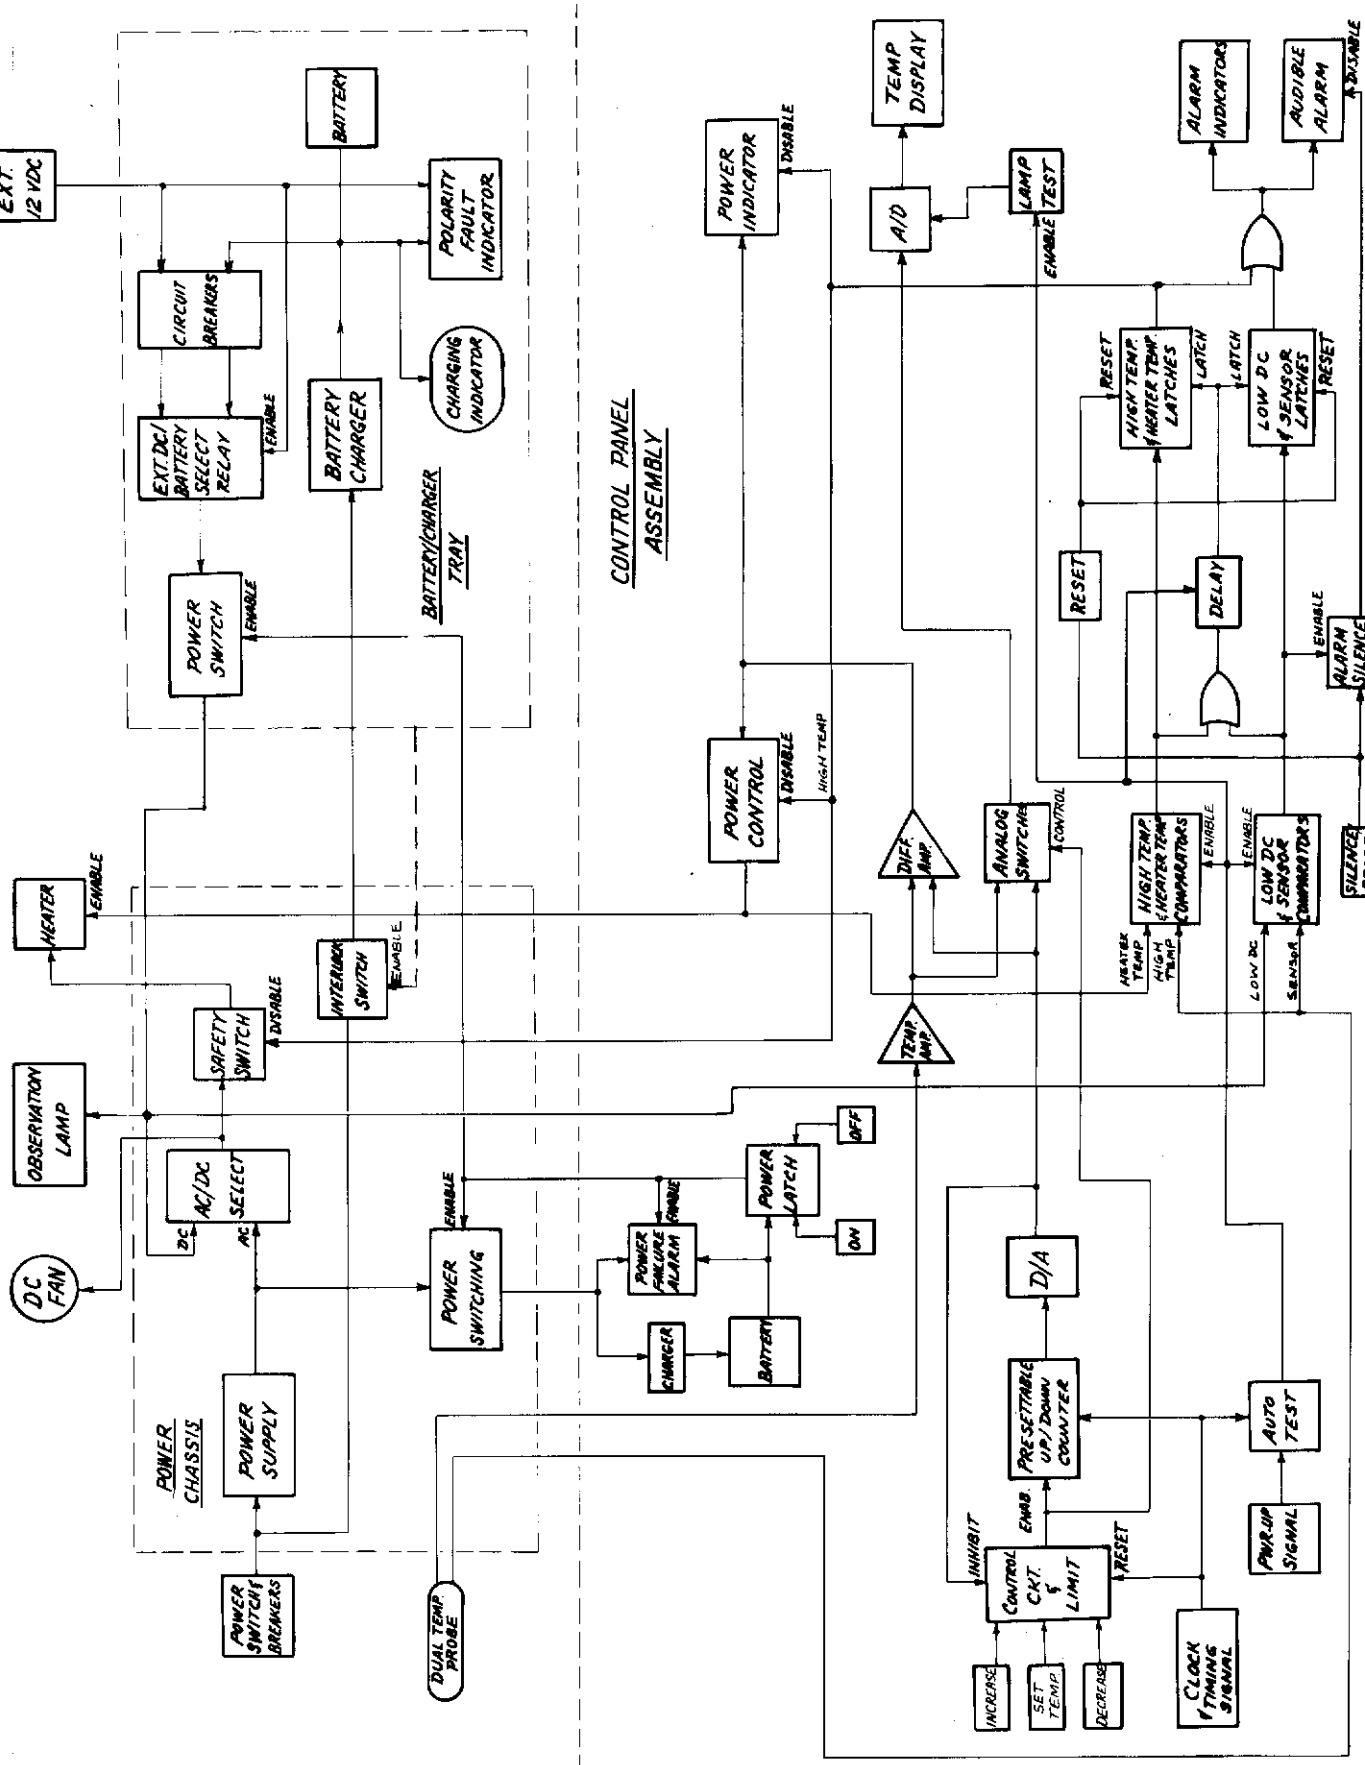 EXT.
12 VDC
BATTERY
POLARITY
FAULT
INDICATOR
CIRCUIT
BREAKERS
CHARGING
INDICATOR
EXT. DC/
BATTERY
SELECT
RELAY
ENABLE
BATTERY
CHARGER
BATTERY/CHARGER
TRAY
POWER
SWITCH
ENABLE
HEATER
ENABLE
INTERLOCK
SWITCH
ENABLE
SAFETY
SWITCH
DISABLE
OBSERVATION
LAMP
AC/DC
SELECT
DC
AC
DC
FAN
POWER
SWITCHING
ENABLE
POWER
SUPPLY
POWER
CHASSIS
POWER
SWITCH &
BREAKERS
DUAL TEMP.
PROBE
CONTROL PANEL
ASSEMBLY
POWER
INDICATOR
DISABLE
POWER
CONTROL
DISABLE
HIGH TEMP
POWER
LATCH
OFF
ON
POWER
FAILURE
ALARM
ENABLE
CHARGER
BATTERY
TEMP
DISPLAY
A/D
LAMP
TEST
ENABLE
DIFF.
AMP.
ANALOG
SWITCHES
CONTROL
TEMP.
AMP.
D/A
PRESETTABLE
UP/DOWN
COUNTER
ENAB.
CONTROL
CKT.
&
LIMIT
INHIBIT
RESET
INCREASE
SET
TEMP
DECREASE
CLOCK
& TIMING
SIGNAL
AUTO
TEST
PWR-UP
SIGNAL
ALARM
INDICATORS
AUDIBLE
ALARM
DISABLE
HIGH TEMP.
& HEATER TEMP.
LATCHES
RESET
LATCH
LOW DC
& SENSOR
LATCHES
LATCH
RESET
RESET
DELAY
ALARM
SILENCE
ENABLE
HIGH TEMP.
& HEATER TEMP
COMPARATORS
ENABLE
HEATER
TEMP
HIGH
TEMP
LOW DC
& SENSOR
COMPARATORS
ENABLE
LOW DC
SENSOR
SILENCE